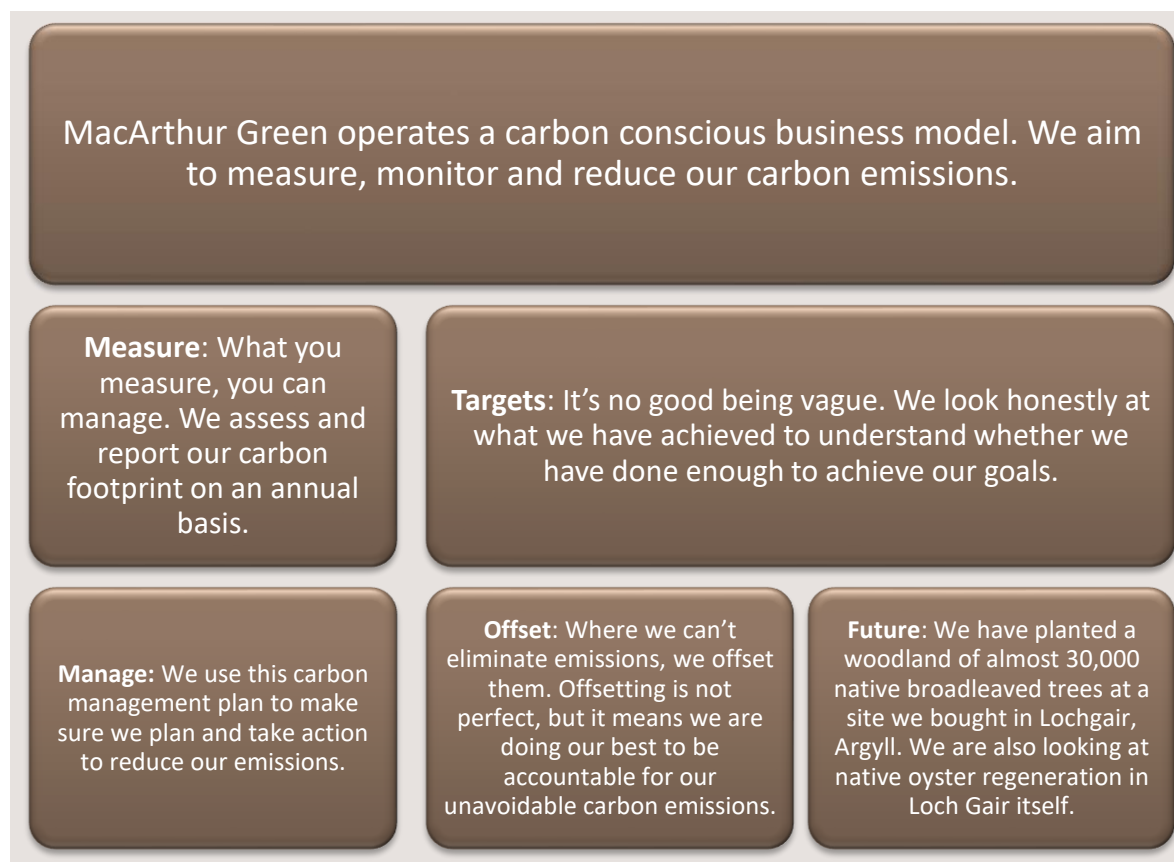 MacArthur Green operates a carbon conscious business model. We aim
to measure, monitor and reduce our carbon emissions.
Measure: What you
measure, you can
manage. We assess and
report our carbon
footprint on an annual
basis.
Targets: It’s no good being vague. We look honestly at
what we have achieved to understand whether we
have done enough to achieve our goals.
Manage: We use this carbon
management plan to make
sure we plan and take action
to reduce our emissions.
Offset: Where we can’t
eliminate emissions, we offset
them. Offsetting is not
perfect, but it means we are
doing our best to be
accountable for our
unavoidable carbon emissions.
Future: We have planted a
woodland of almost 30,000
native broadleaved trees at a
site we bought in Lochgair,
Argyll. We are also looking at
native oyster regeneration in
Loch Gair itself.